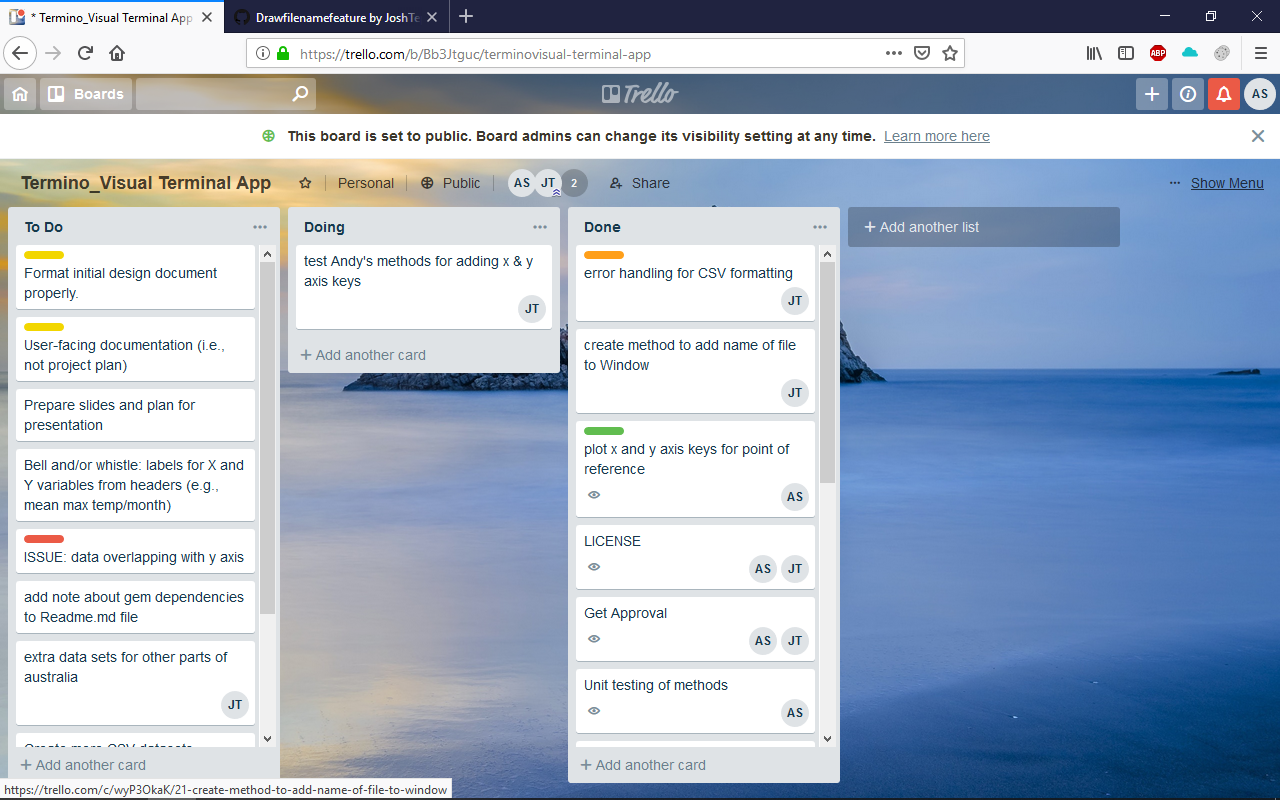 * Termino_Visual Terminal App
Drawfilenamefeature by JoshTe
https://trello.com/b/Bb3Jtguc/terminovisual-terminal-app
ABP
Boards
Trello
AS
This board is set to public. Board admins can change its visibility setting at any time. Learn more here
Termino_Visual Terminal App
Personal
Public
AS
JT
2
Share
Show Menu
To Do
Format initial design document
properly.
User-facing documentation (i.e.,
not project plan)
Prepare slides and plan for
presentation
Bell and/or whistle: labels for X and
Y variables from headers (e.g.,
mean max temp/month)
ISSUE: data overlapping with y axis
add note about gem dependencies
to Readme.md file
extra data sets for other parts of
australia
JT
Create more CSV datasets
+ Add another card
Doing
test Andy's methods for adding x & y
axis keys
JT
+ Add another card
Done
error handling for CSV formatting
JT
create method to add name of file
to Window
JT
plot x and y axis keys for point of
reference
AS
LICENSE
AS JT
Get Approval
AS JT
Unit testing of methods
AS
+ Add another card
+ Add another list
https://trello.com/c/wyP3OkaK/21-create-method-to-add-name-of-file-to-window